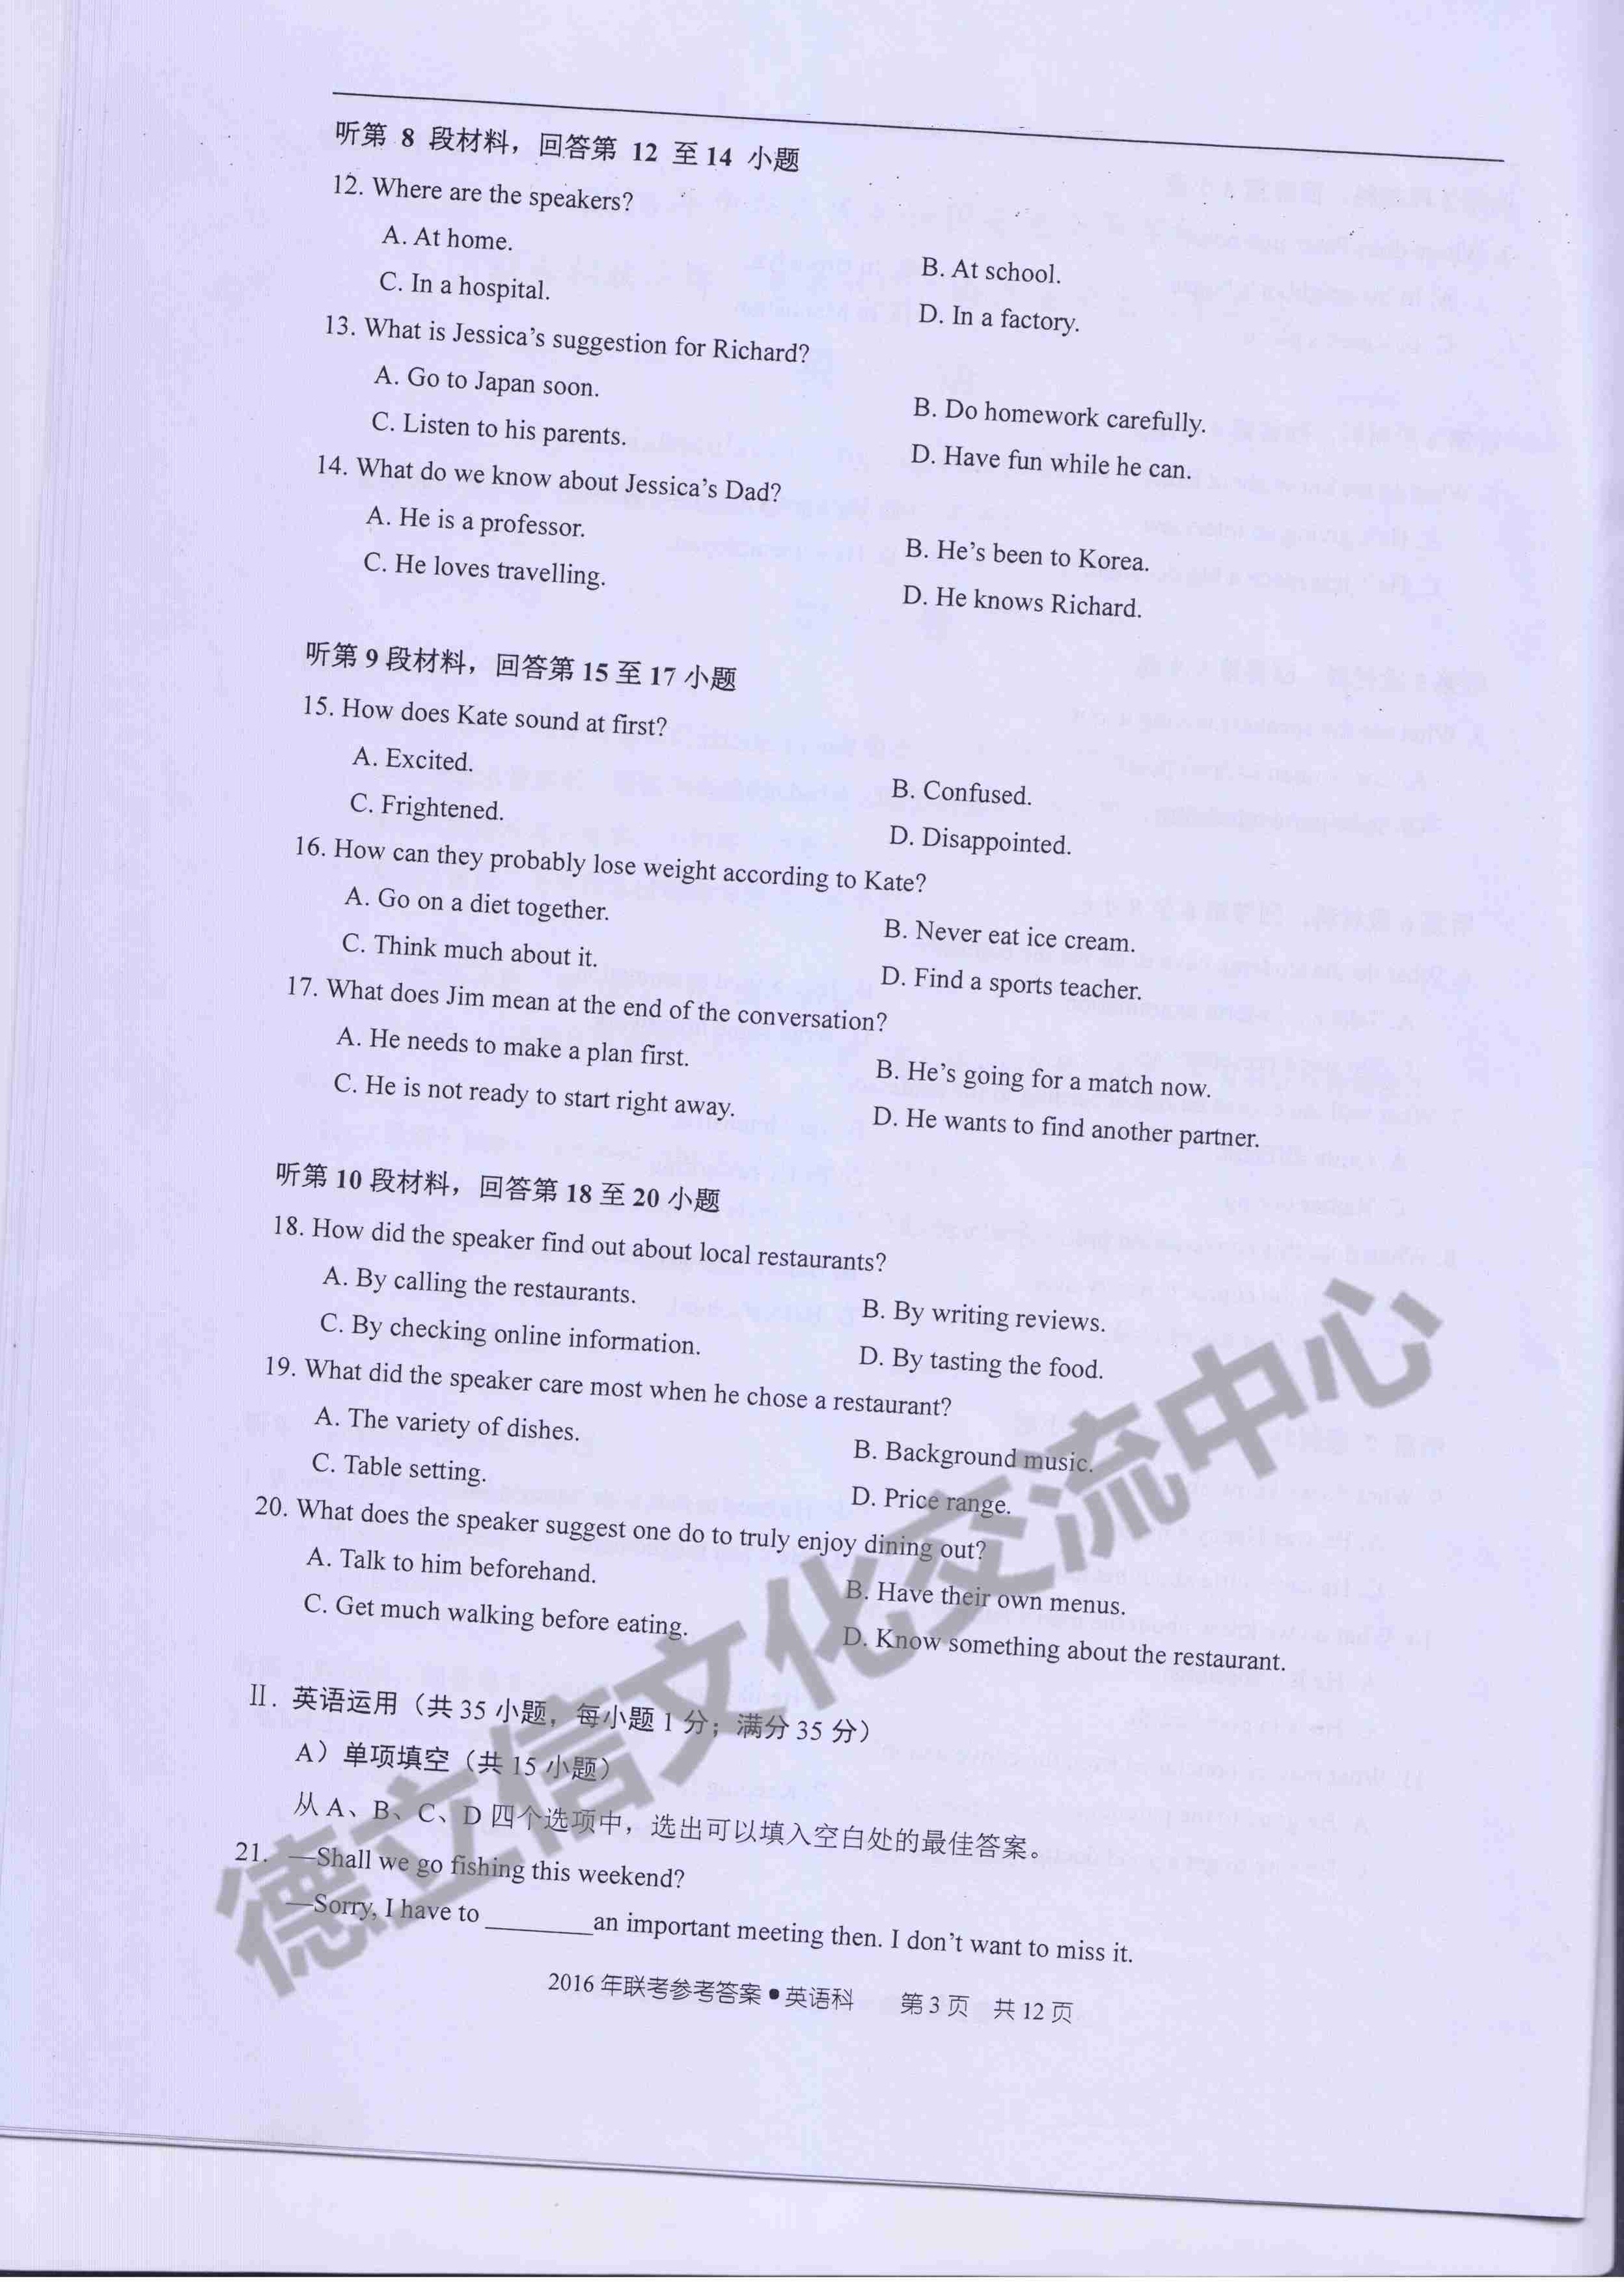 听第 8 段材料，回答第 12 至 14 小题
12. Where are the speakers?
A. At home.
B. At school.
C. In a hospital.
D. In a factory.
13. What is Jessica's suggestion for Richard?
A. Go to Japan soon.
B. Do homework carefully.
C. Listen to his parents.
D. Have fun while he can.
14. What do we know about Jessica's Dad?
A. He is a professor.
B. He's been to Korea.
C. He loves travelling.
D. He knows Richard.
听第 9 段材料，回答第 15 至 17 小题
15. How does Kate sound at first?
A. Excited.
B. Confused.
C. Frightened.
D. Disappointed.
16. How can they probably lose weight according to Kate?
A. Go on a diet together.
B. Never eat ice cream.
C. Think much about it.
D. Find a sports teacher.
17. What does Jim mean at the end of the conversation?
A. He needs to make a plan first.
B. He's going for a match now.
C. He is not ready to start right away.
D. He wants to find another partner.
听第 10 段材料，回答第 18 至 20 小题
18. How did the speaker find out about local restaurants?
A. By calling the restaurants.
B. By writing reviews.
C. By checking online information.
D. By tasting the food.
19. What did the speaker care most when he chose a restaurant?
A. The variety of dishes.
B. Background music.
C. Table setting.
D. Price range.
20. What does the speaker suggest one do to truly enjoy dining out?
A. Talk to him beforehand.
B. Have their own menus.
C. Get much walking before eating.
D. Know something about the restaurant.
II. 英语运用（共 35 小题，每小题 1 分；满分 35 分）
A）单项填空（共 15 小题）
从 A、B、C、D 四个选项中，选出可以填入空白处的最佳答案。
21. —Shall we go fishing this weekend?
—Sorry, I have to ________an important meeting then. I don't want to miss it.
2016 年联考参考答案●英语科 第 3 页 共 12 页
德立信文化交流中心